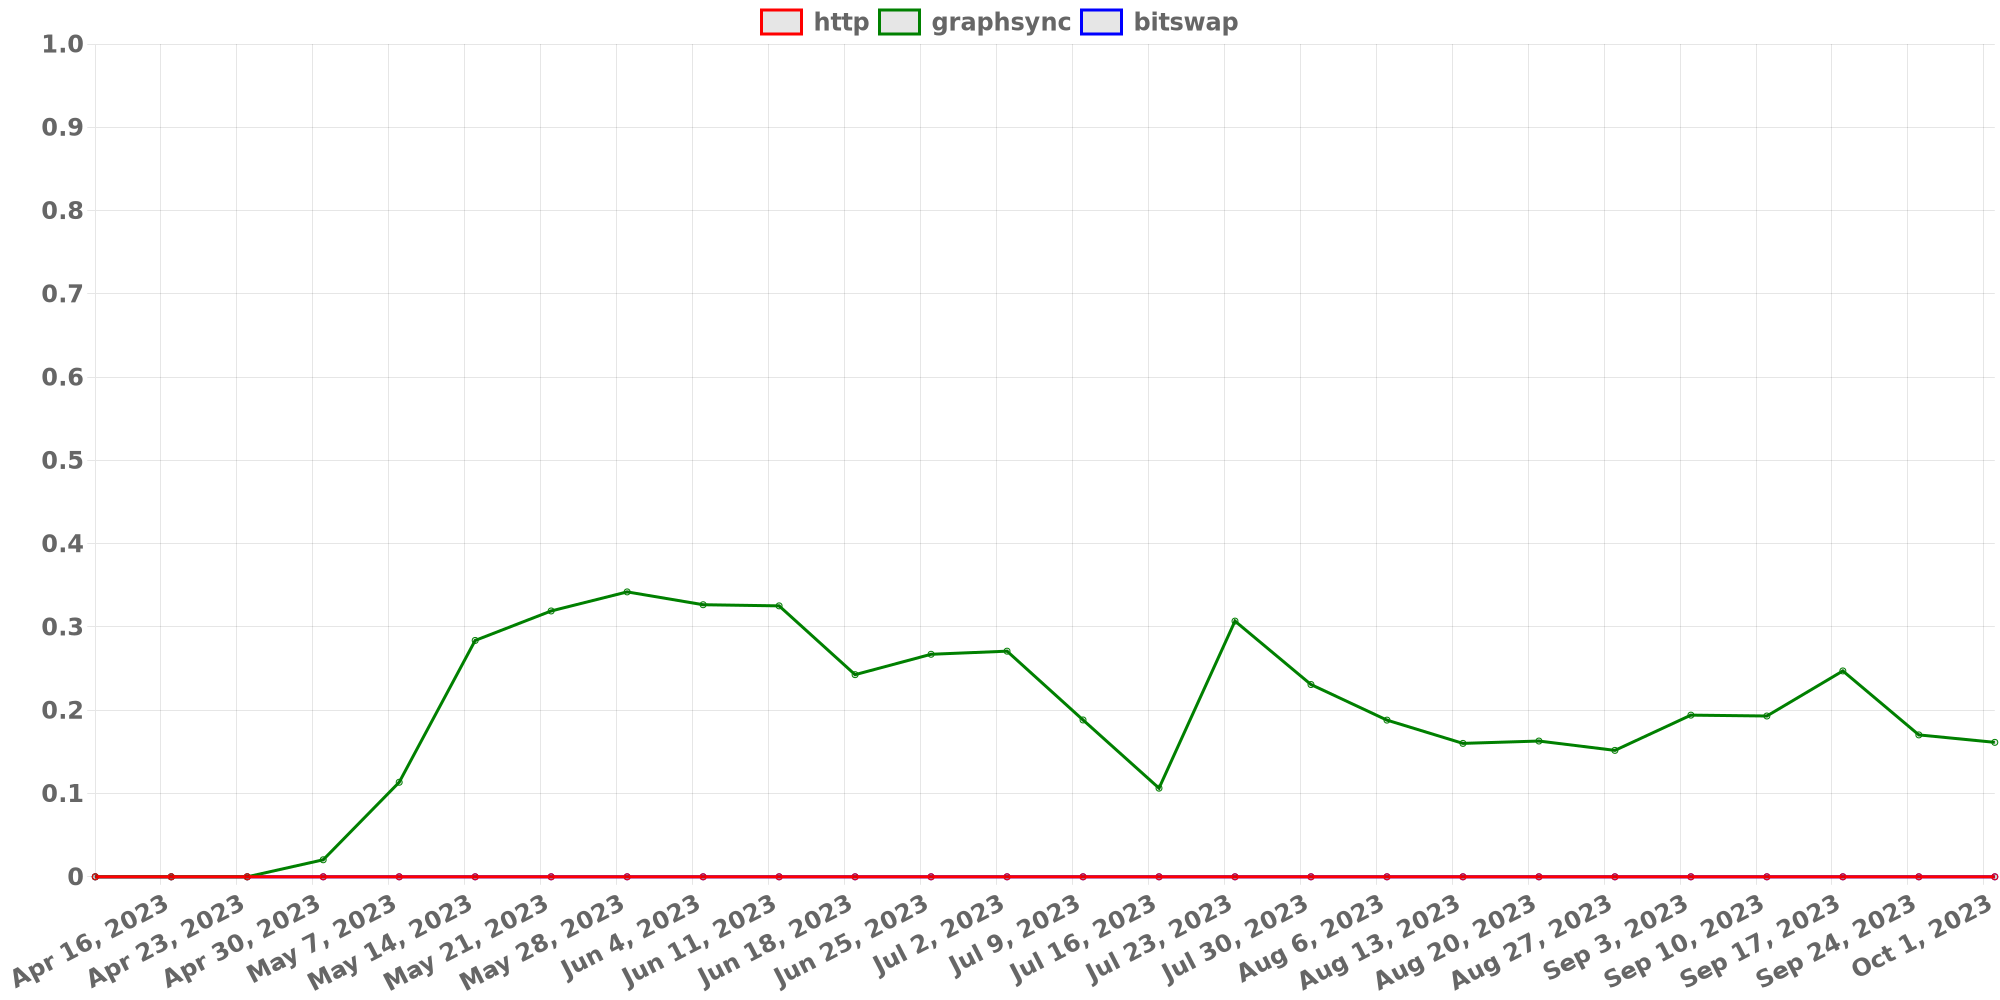 http graphsync bitswap
1.0
0.9
0.8
0.7
0.6
0.5
0.4
0.3
0.2
0.1
0
Apr 16, 2023
Apr 23, 2023
Apr 30, 2023
May 7, 2023
May 14, 2023
May 21, 2023
May 28, 2023
Jun 4, 2023
Jun 11, 2023
Jun 18, 2023
Jun 25, 2023
Jul 2, 2023
Jul 9, 2023
Jul 16, 2023
Jul 23, 2023
Jul 30, 2023
Aug 6, 2023
Aug 13, 2023
Aug 20, 2023
Aug 27, 2023
Sep 3, 2023
Sep 10, 2023
Sep 17, 2023
Sep 24, 2023
Oct 1, 2023